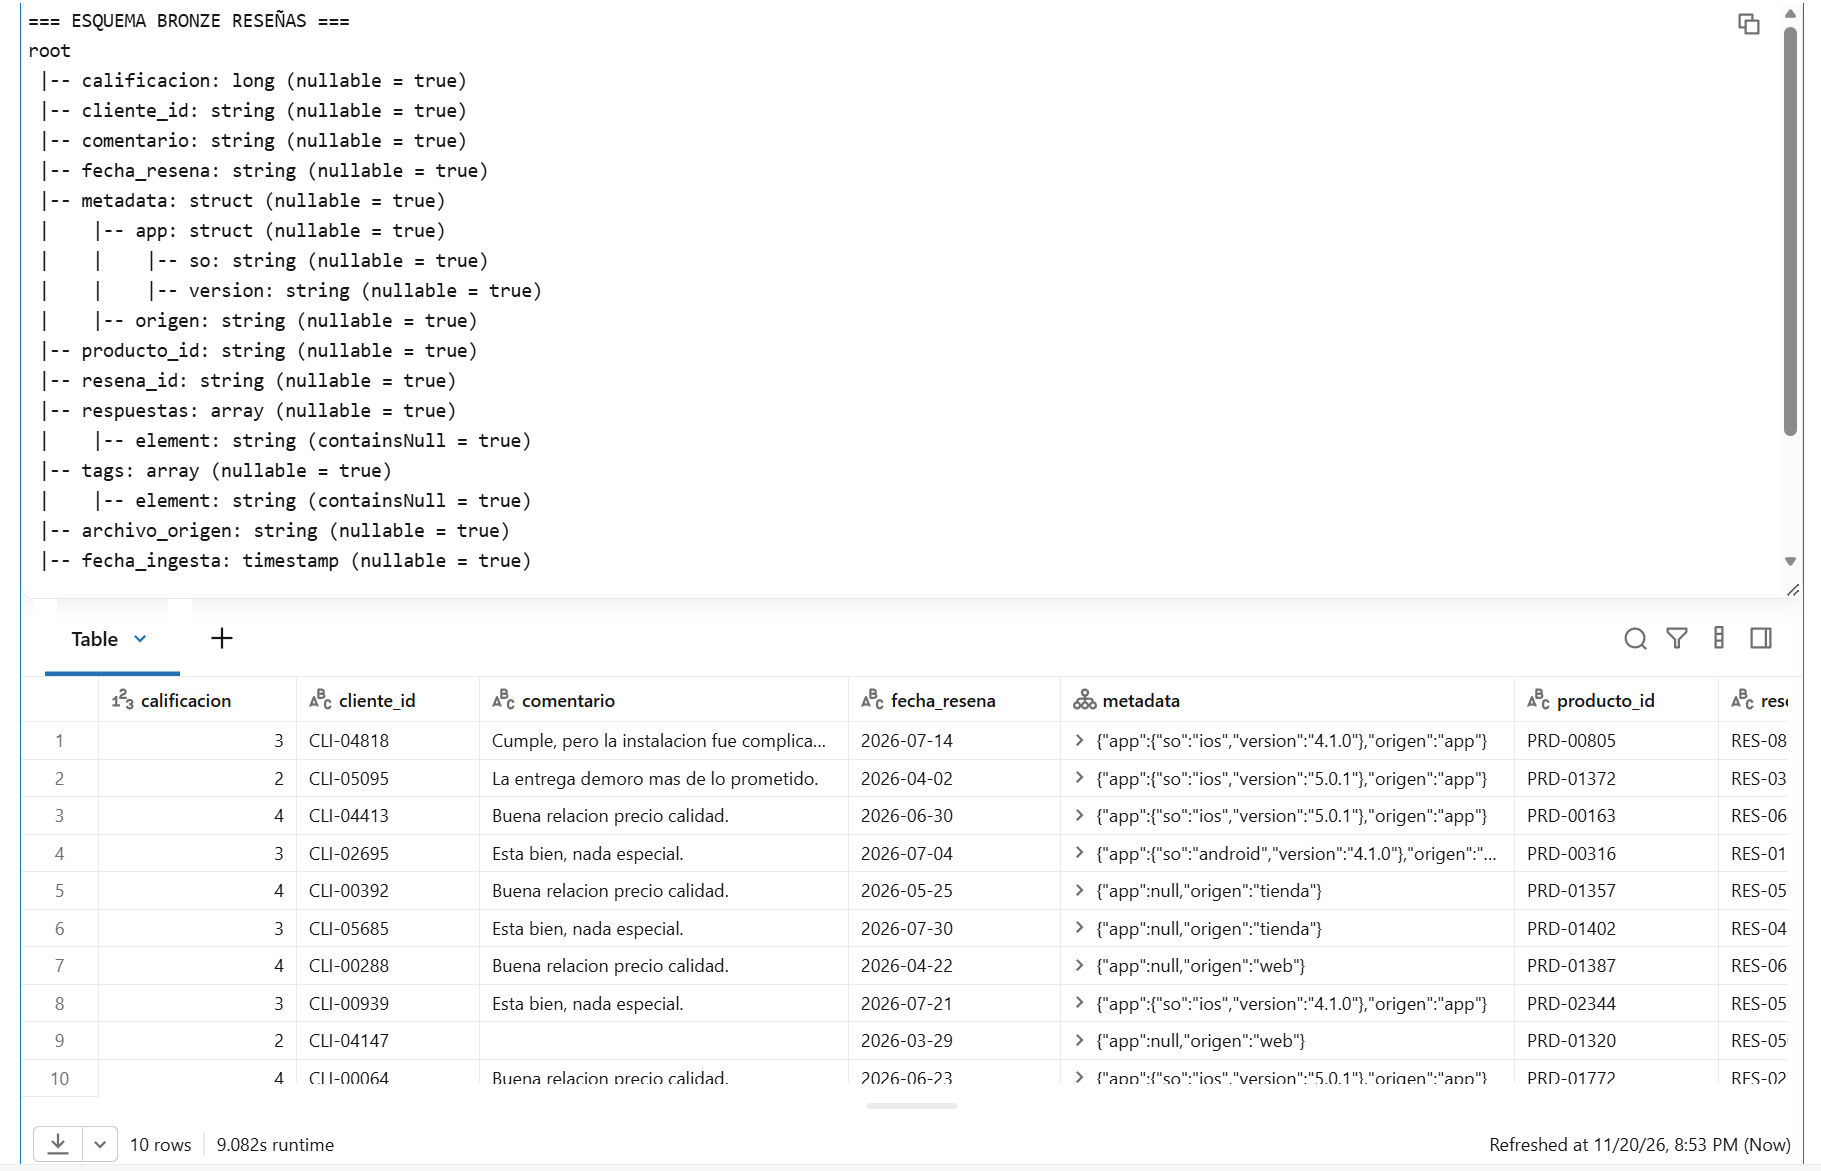 === ESQUEMA BRONZE RESEÑAS ===
root
|-- calificacion: long (nullable = true)
|-- cliente_id: string (nullable = true)
|-- comentario: string (nullable = true)
|-- fecha_resena: string (nullable = true)
|-- metadata: struct (nullable = true)
|    |-- app: struct (nullable = true)
|    |    |-- so: string (nullable = true)
|    |    |-- version: string (nullable = true)
|    |-- origen: string (nullable = true)
|-- producto_id: string (nullable = true)
|-- resena_id: string (nullable = true)
|-- respuestas: array (nullable = true)
|    |-- element: string (containsNull = true)
|-- tags: array (nullable = true)
|    |-- element: string (containsNull = true)
|-- archivo_origen: string (nullable = true)
|-- fecha_ingesta: timestamp (nullable = true)
Table
calificacion cliente_id comentario fecha_resena metadata producto_id
1 3 CLI-04818 Cumple, pero la instalacion fue complica... 2026-07-14 {"app":{"so":"ios","version":"4.1.0"},"origen":"app"} PRD-00805 RES-08
2 2 CLI-05095 La entrega demoro mas de lo prometido. 2026-04-02 {"app":{"so":"ios","version":"5.0.1"},"origen":"app"} PRD-01372 RES-03
3 4 CLI-04413 Buena relacion precio calidad. 2026-06-30 {"app":{"so":"ios","version":"5.0.1"},"origen":"app"} PRD-00163 RES-06
4 3 CLI-02695 Esta bien, nada especial. 2026-07-04 {"app":{"so":"android","version":"4.1.0"},"origen":"... PRD-00316 RES-01
5 4 CLI-00392 Buena relacion precio calidad. 2026-05-25 {"app":null,"origen":"tienda"} PRD-01357 RES-05
6 3 CLI-05685 Esta bien, nada especial. 2026-07-30 {"app":null,"origen":"tienda"} PRD-01402 RES-04
7 4 CLI-00288 Buena relacion precio calidad. 2026-04-22 {"app":null,"origen":"web"} PRD-01387 RES-06
8 3 CLI-00939 Esta bien, nada especial. 2026-07-21 {"app":{"so":"ios","version":"4.1.0"},"origen":"app"} PRD-02344 RES-05
9 2 CLI-04147 2026-03-29 {"app":null,"origen":"web"} PRD-01320 RES-05
10 4 CLI-00064 Buena relacion precio calidad. 2026-06-23 {"app":{"so":"ios","version":"5.0.1"},"origen":"app"} PRD-01772 RES-02
10 rows 9.082s runtime
Refreshed at 11/20/26, 8:53 PM (Now)